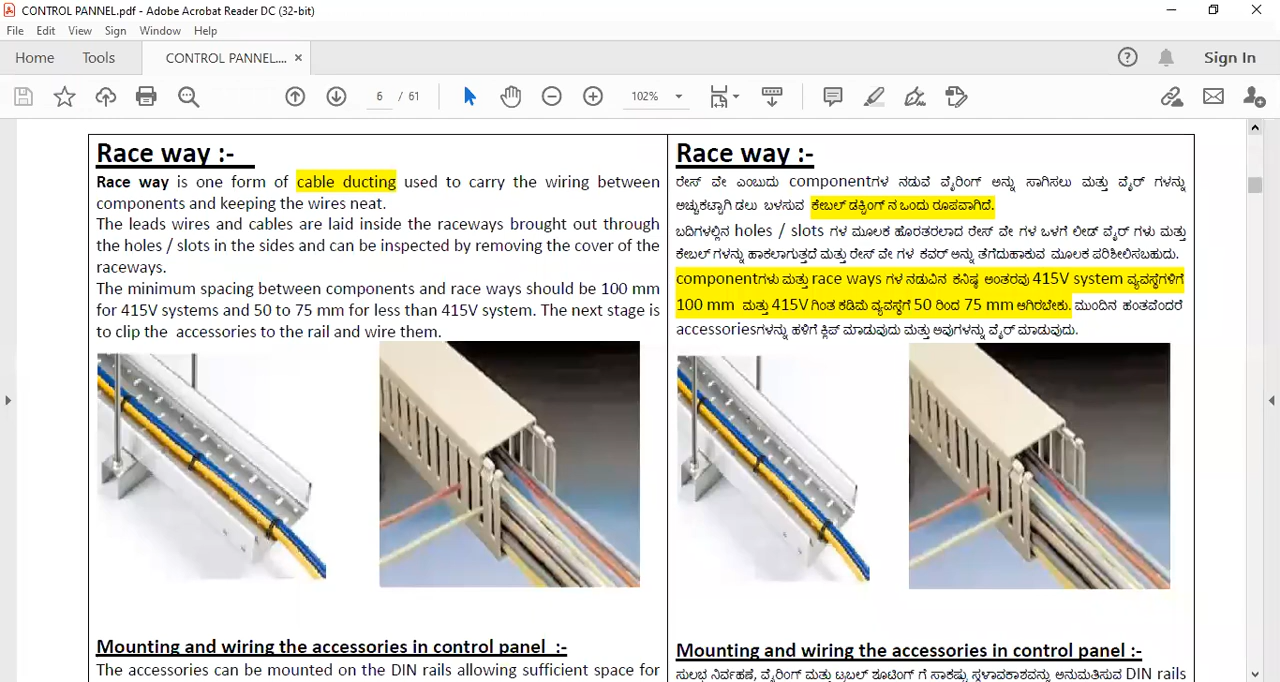 CONTROL PANNEL.pdf - Adobe Acrobat Reader DC (32-bit)
File Edit View Sign Window Help
Home Tools CONTROL PANNEL.... × Sign In
6 / 61 102%
Race way :-
Race way is one form of cable ducting used to carry the wiring between
components and keeping the wires neat.
The leads wires and cables are laid inside the raceways brought out through
the holes / slots in the sides and can be inspected by removing the cover of the
raceways.
The minimum spacing between components and race ways should be 100 mm
for 415V systems and 50 to 75 mm for less than 415V system. The next stage is
to clip the accessories to the rail and wire them.
Mounting and wiring the accessories in control panel :-
The accessories can be mounted on the DIN rails allowing sufficient space for
Race way :-
ರೇಸ್ ವೇ ಎಂಬುದು componentಗಳ ನಡುವೆ ವೈರಿಂಗ್ ಅನ್ನು ಸಾಗಿಸಲು ಮತ್ತು ವೈರ್ ಗಳನ್ನು
ಅಚ್ಚುಕಟ್ಟಾಗಿ ಡಲು ಬಳಸುವ ಕೇಬಲ್ ಡಕ್ಟಿಂಗ್ ನ ಒಂದು ರೂಪವಾಗಿದೆ.
ಬದಿಗಳಲ್ಲಿನ holes / slots ಗಳ ಮೂಲಕ ಹೊರತರಲಾದ ರೇಸ್ ವೇ ಗಳ ಒಳಗೆ ಲೀಡ್ ವೈರ್ ಗಳು ಮತ್ತು
ಕೇಬಲ್ ಗಳನ್ನು ಹಾಕಲಾಗುತ್ತದೆ ಮತ್ತು ರೇಸ್ ವೇ ಗಳ ಕವರ್ ಅನ್ನು ತೆಗೆದುಹಾಕುವ ಮೂಲಕ ಪರಿಶೀಲಿಸಬಹುದು.
componentಗಳು ಮತ್ತು race ways ಗಳ ನಡುವಿನ ಕನಿಷ್ಠ ಅಂತರವು 415V system ವ್ಯವಸ್ಥೆಗಳಿಗೆ
100 mm ಮತ್ತು 415V ಗಿಂತ ಕಡಿಮೆ ವ್ಯವಸ್ಥೆಗೆ 50 ರಿಂದ 75 mm ಆಗಿರಬೇಕು. ಮುಂದಿನ ಹಂತವೆಂದರೆ
accessoriesಗಳನ್ನು ಹಳಿಗೆ ಕ್ಲಿಪ್ ಮಾಡುವುದು ಮತ್ತು ಅವುಗಳನ್ನು ವೈರ್ ಮಾಡುವುದು.
Mounting and wiring the accessories in control panel :-
ಸುಲಭ ನಿರ್ವಹಣೆ, ವೈರಿಂಗ್ ಮತ್ತು ಟ್ರಬಲ್ ಶೂಟಿಂಗ್ ಗೆ ಸಾಕಷ್ಟು ಸ್ಥಳಾವಕಾಶವನ್ನು ಅನುಮತಿಸುವ DIN rails